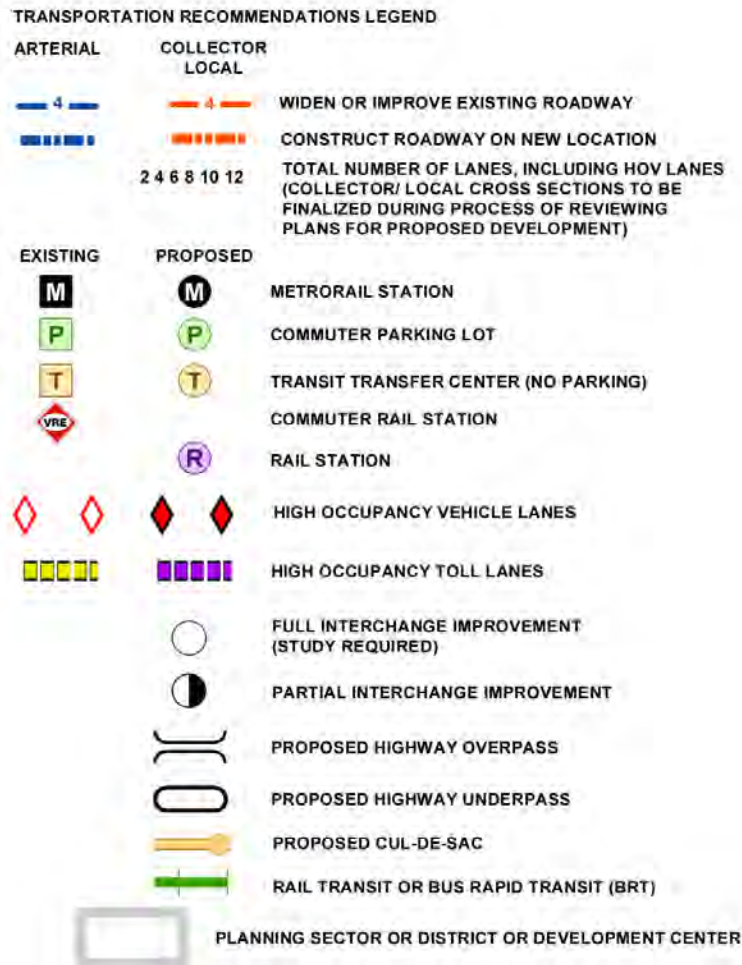 TRANSPORTATION RECOMMENDATIONS LEGEND
ARTERIAL COLLECTOR
LOCAL
4 4 WIDEN OR IMPROVE EXISTING ROADWAY
CONSTRUCT ROADWAY ON NEW LOCATION
2 4 6 8 10 12 TOTAL NUMBER OF LANES, INCLUDING HOV LANES
(COLLECTOR/ LOCAL CROSS SECTIONS TO BE
FINALIZED DURING PROCESS OF REVIEWING
PLANS FOR PROPOSED DEVELOPMENT)
EXISTING PROPOSED
M M METRORAIL STATION
P P COMMUTER PARKING LOT
T T TRANSIT TRANSFER CENTER (NO PARKING)
VRE COMMUTER RAIL STATION
R RAIL STATION
HIGH OCCUPANCY VEHICLE LANES
HIGH OCCUPANCY TOLL LANES
FULL INTERCHANGE IMPROVEMENT
(STUDY REQUIRED)
PARTIAL INTERCHANGE IMPROVEMENT
PROPOSED HIGHWAY OVERPASS
PROPOSED HIGHWAY UNDERPASS
PROPOSED CUL-DE-SAC
RAIL TRANSIT OR BUS RAPID TRANSIT (BRT)
PLANNING SECTOR OR DISTRICT OR DEVELOPMENT CENTER